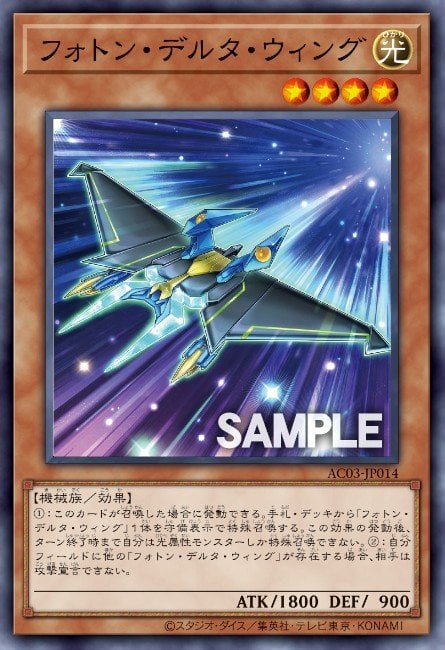 フォトン・デルタ・ウィング
ひかり
光
SAMPLE
AC03-JP014
【機械族／効果】
①：このカードが召喚した場合に発動できる。手札・デッキから「フォトン・
デルタ・ウィング」１体を守備表示で特殊召喚する。この効果の発動後、
ターン終了時まで自分は光属性モンスターしか特殊召喚できない。②：自分
フィールドに他の「フォトン・デルタ・ウィング」が存在する場合、相手は
攻撃宣言できない。
ATK/1800 DEF/ 900
©スタジオ・ダイス／集英社・テレビ東京・KONAMI